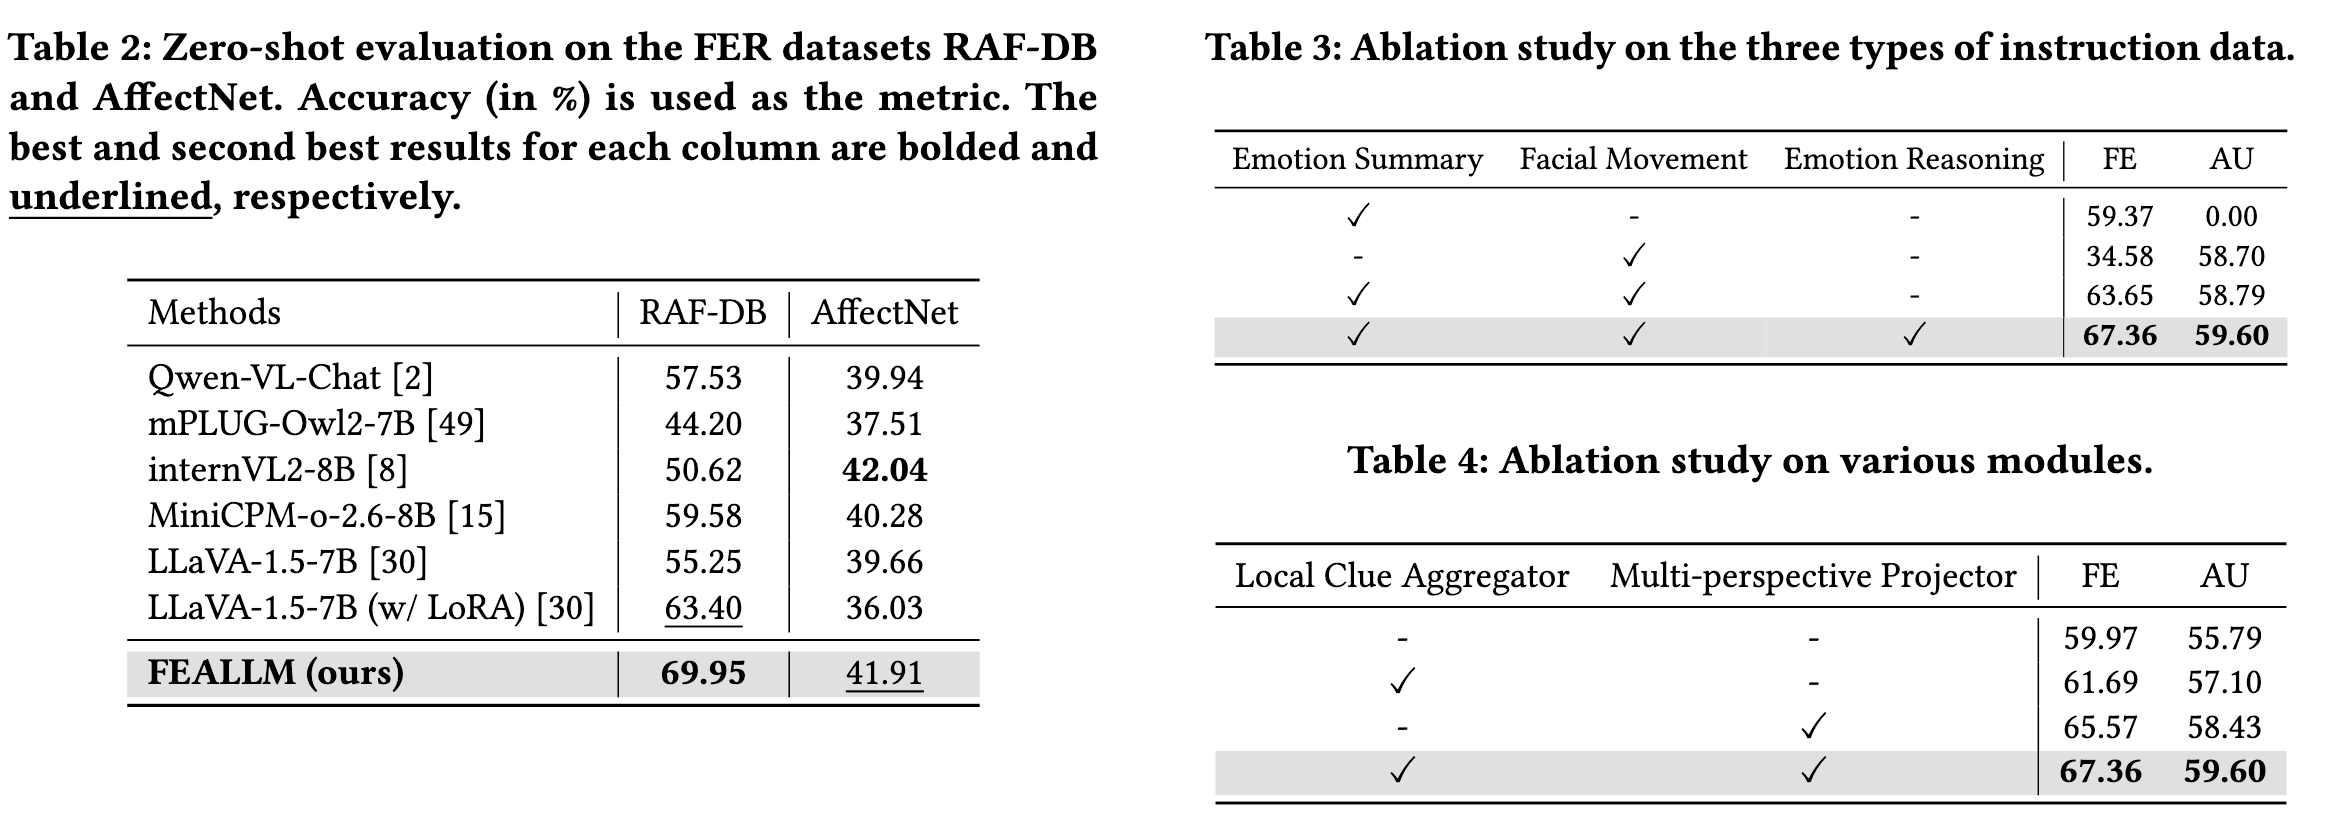 Table 2: Zero-shot evaluation on the FER datasets RAF-DB
and AffectNet. Accuracy (in %) is used as the metric. The
best and second best results for each column are bolded and
underlined, respectively.
Methods RAF-DB AffectNet
Qwen-VL-Chat [2] 57.53 39.94
mPLUG-Owl2-7B [49] 44.20 37.51
internVL2-8B [8] 50.62 42.04
MiniCPM-o-2.6-8B [15] 59.58 40.28
LLaVA-1.5-7B [30] 55.25 39.66
LLaVA-1.5-7B (w/ LoRA) [30] 63.40 36.03
FEALLM (ours) 69.95 41.91
Table 3: Ablation study on the three types of instruction data.
Emotion Summary Facial Movement Emotion Reasoning FE AU
✓ - - 59.37 0.00
- ✓ - 34.58 58.70
✓ ✓ - 63.65 58.79
✓ ✓ ✓ 67.36 59.60
Table 4: Ablation study on various modules.
Local Clue Aggregator Multi-perspective Projector FE AU
- - 59.97 55.79
✓ - 61.69 57.10
- ✓ 65.57 58.43
✓ ✓ 67.36 59.60